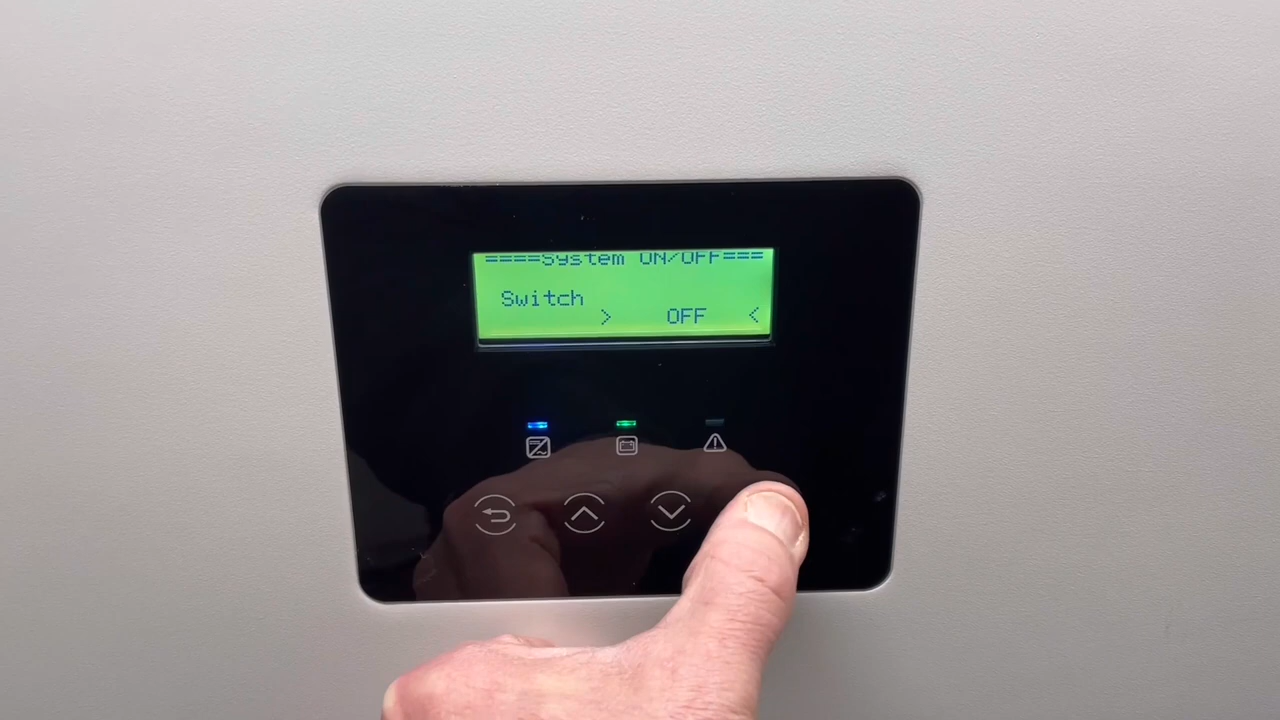 ====System ON/OFF===
Switch
> OFF <